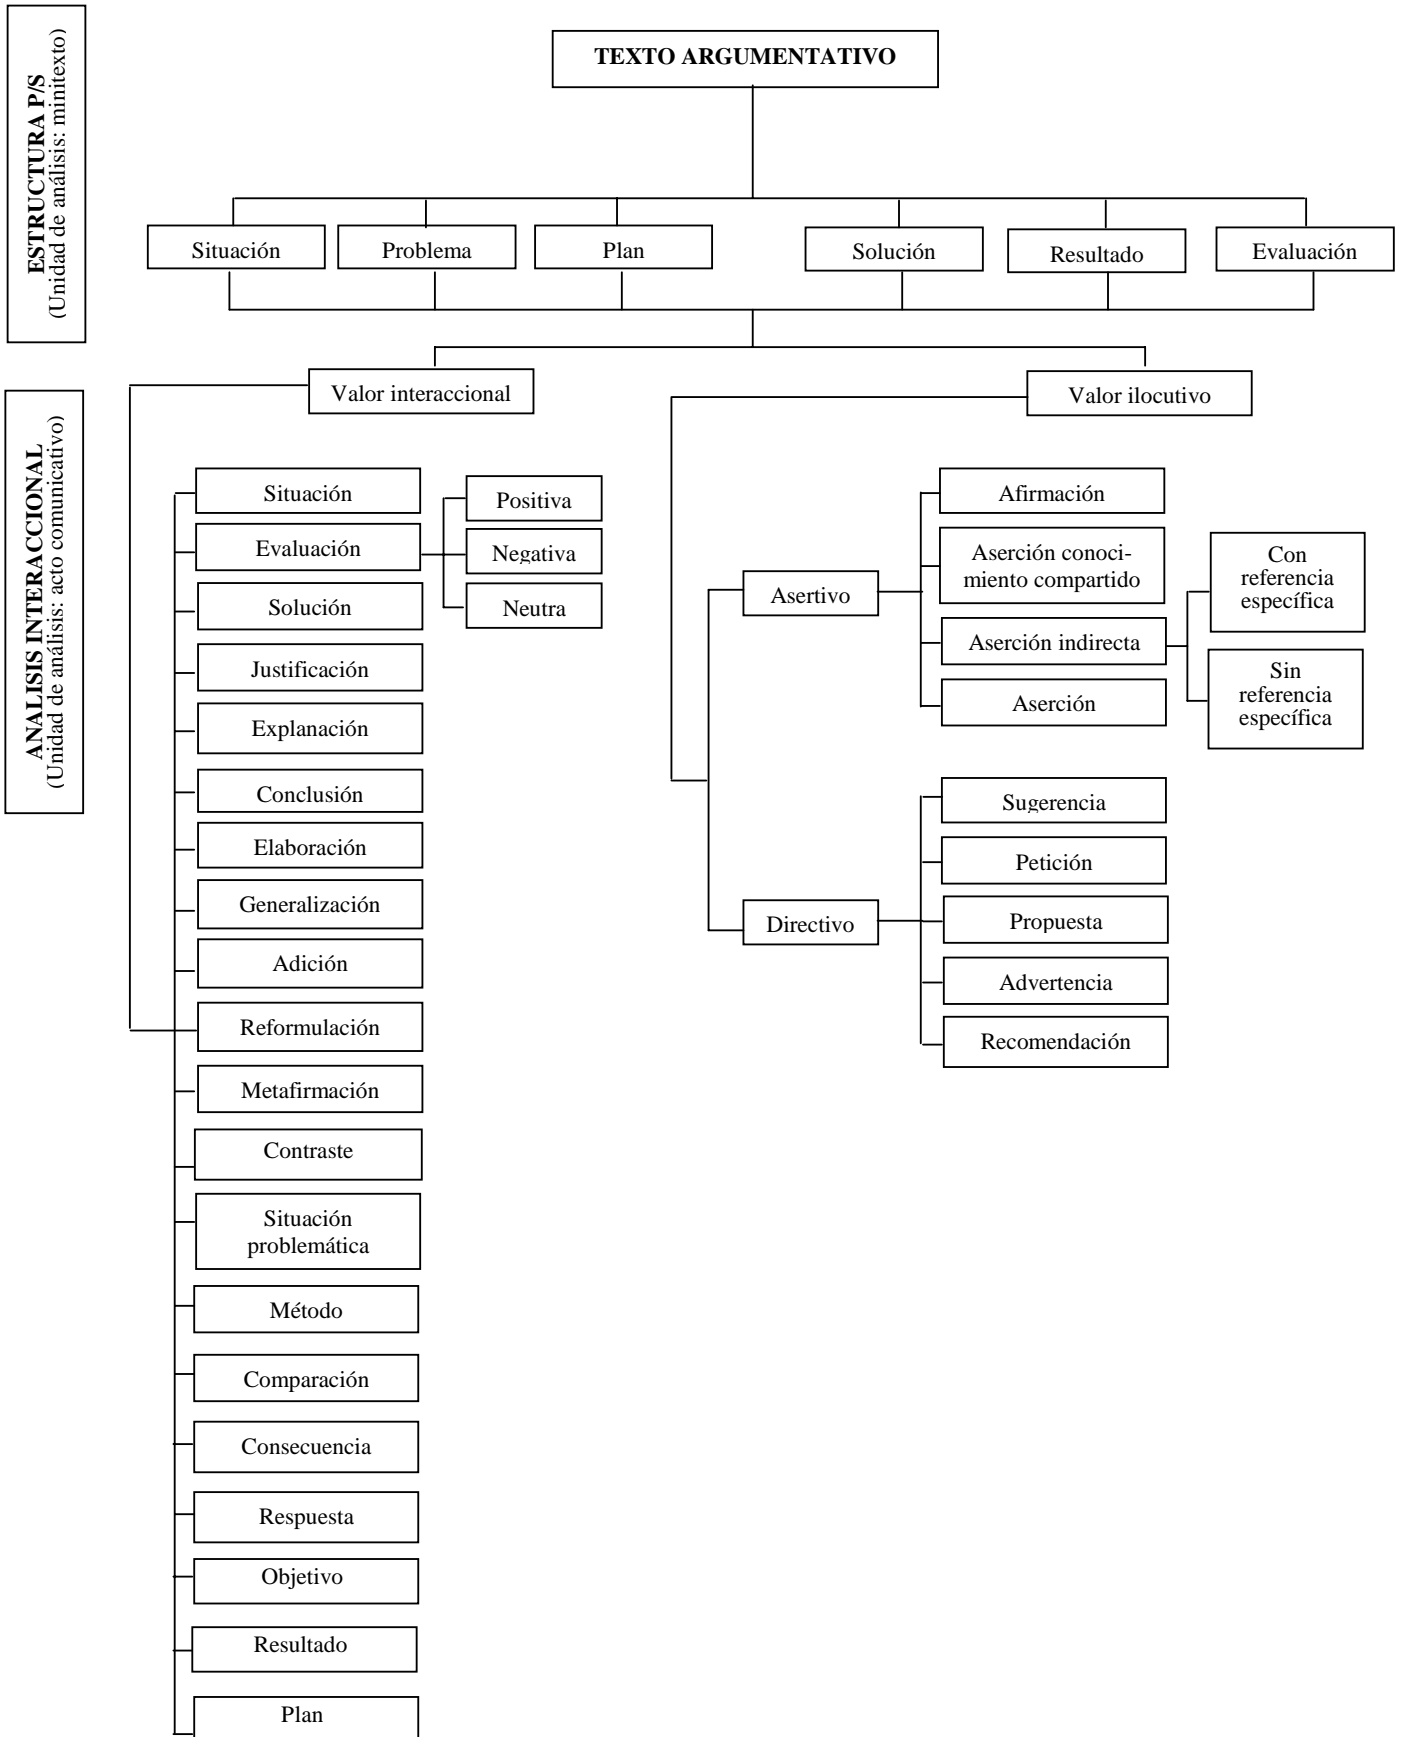 ESTRUCTURA P/S
(Unidad de análisis: minitexto)
TEXTO ARGUMENTATIVO
Situación
Problema
Plan
Solución
Resultado
Evaluación
ANALISIS INTERACCIONAL
(Unidad de análisis: acto comunicativo)
Valor interaccional
Valor ilocutivo
Situación
Evaluación
Positiva
Negativa
Neutra
Solución
Justificación
Explanación
Conclusión
Elaboración
Generalización
Adición
Reformulación
Metafirmación
Contraste
Situación
problemática
Método
Comparación
Consecuencia
Respuesta
Objetivo
Resultado
Plan
Asertivo
Afirmación
Aserción conoci-
miento compartido
Aserción indirecta
Con
referencia
específica
Sin
referencia
específica
Aserción
Directivo
Sugerencia
Petición
Propuesta
Advertencia
Recomendación